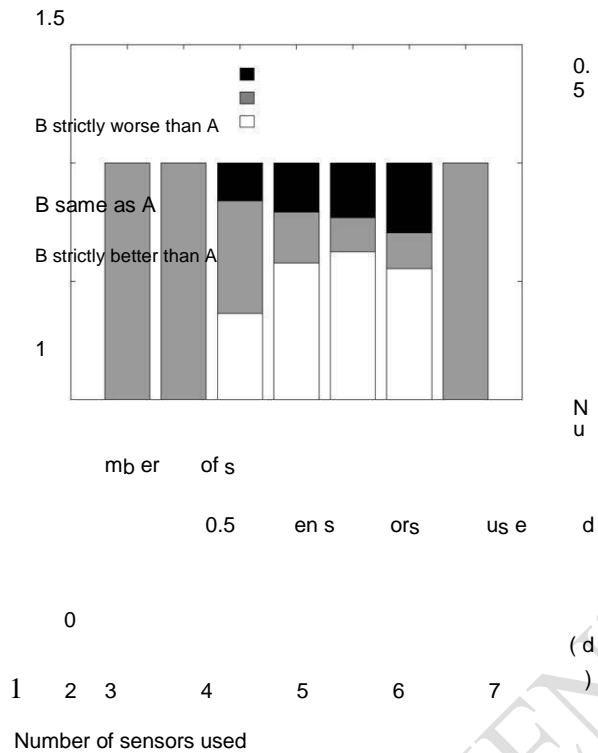 1.5
0.
5
B strictly worse than A
B same as A
B strictly better than A
1
N
u
mb er of s
0.5 en s ors us e d
0
( d
)
1 2 3 4 5 6 7
Number of sensors used